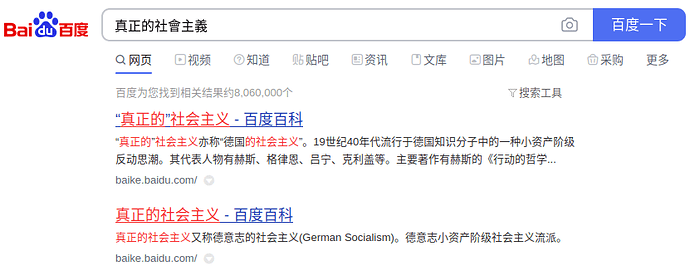 Bai du 百度 真正的社會主義 百度一下
网页 视频 知道 贴吧 资讯 文库 图片 地图 采购 更多
百度为您找到相关结果约8,060,000个 搜索工具
“真正的”社会主义 - 百度百科
“真正的”社会主义亦称“德国的社会主义”。19世纪40年代流行于德国知识分子中的一种小资产阶级
反动思潮。其代表人物有赫斯、格律恩、吕宁、克利盖等。主要著作有赫斯的《行动的哲学...
baike.baidu.com/
真正的社会主义 - 百度百科
真正的社会主义又称德意志的社会主义(German Socialism)。德意志小资产阶级社会主义流派。
baike.baidu.com/